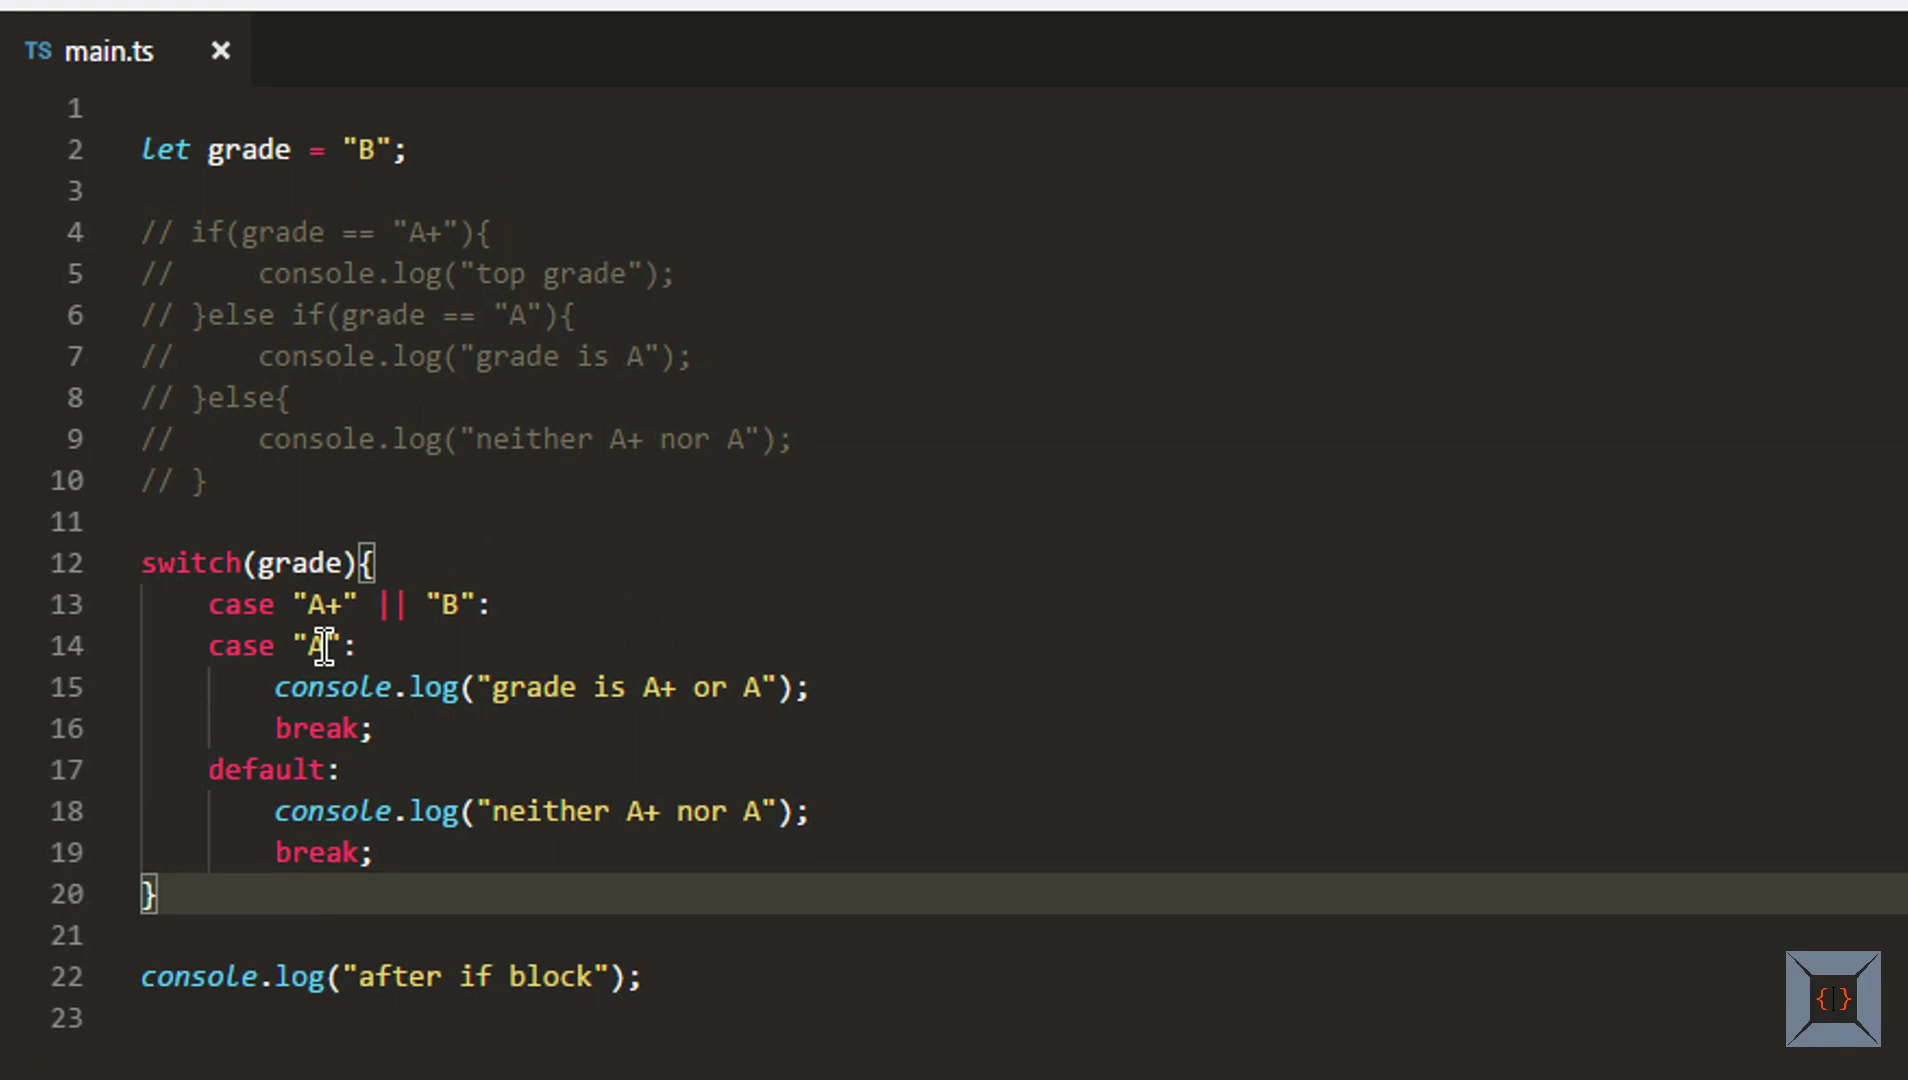 TS main.ts ×
1
2 let grade = "B";
3
4 // if(grade == "A+"){
5 //     console.log("top grade");
6 // }else if(grade == "A"){
7 //     console.log("grade is A");
8 // }else{
9 //     console.log("neither A+ nor A");
10 // }
11
12 switch(grade){
13     case "A+" || "B":
14     case "A":
15         console.log("grade is A+ or A");
16         break;
17     default:
18         console.log("neither A+ nor A");
19         break;
20 }
21
22 console.log("after if block");
23
{|}